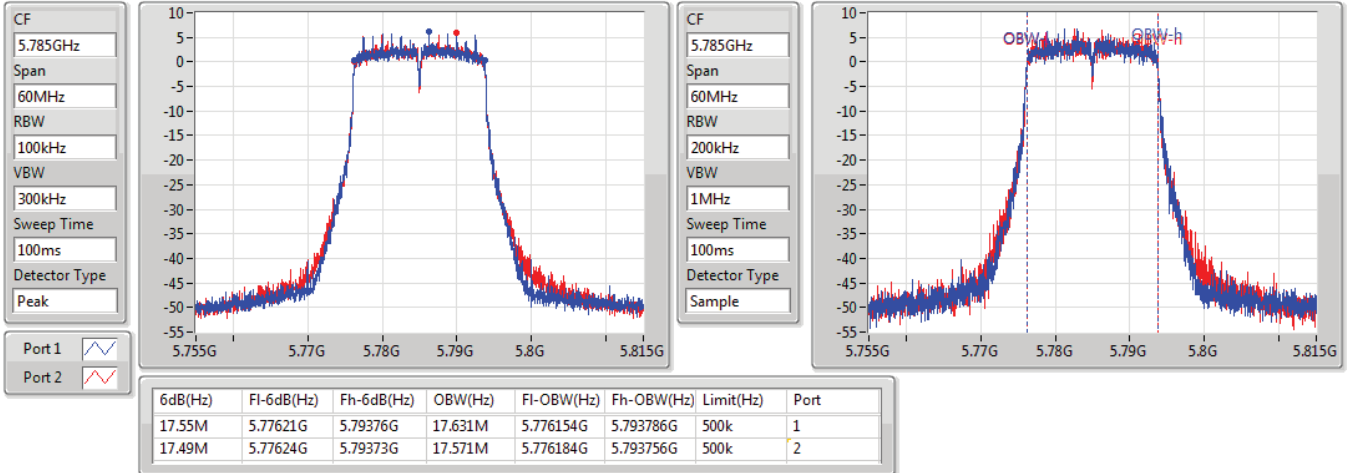 CF
5.785GHz
Span
60MHz
RBW
100kHz
VBW
300kHz
Sweep Time
100ms
Detector Type
Peak
Port 1
Port 2
10
5
0
-5
-10
-15
-20
-25
-30
-35
-40
-45
-50
-55
5.755G 5.77G 5.78G 5.79G 5.8G 5.815G
CF
5.785GHz
Span
60MHz
RBW
200kHz
VBW
1MHz
Sweep Time
100ms
Detector Type
Sample
10
5
0
-5
-10
-15
-20
-25
-30
-35
-40
-45
-50
-55
OBW-l OBW-h
5.755G 5.77G 5.78G 5.79G 5.8G 5.815G
6dB(Hz) Fl-6dB(Hz) Fh-6dB(Hz) OBW(Hz) Fl-OBW(Hz) Fh-OBW(Hz) Limit(Hz) Port
17.55M 5.77621G 5.79376G 17.631M 5.776154G 5.793786G 500k 1
17.49M 5.77624G 5.79373G 17.571M 5.776184G 5.793756G 500k 2